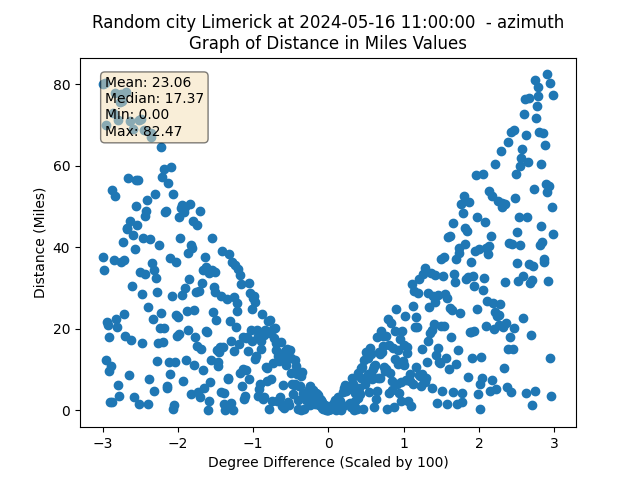 Random city Limerick at 2024-05-16 11:00:00 - azimuth
Graph of Distance in Miles Values
Mean: 23.06
Median: 17.37
Min: 0.00
Max: 82.47
80
60
40
20
0
Distance (Miles)
−3 −2 −1 0 1 2 3
Degree Difference (Scaled by 100)